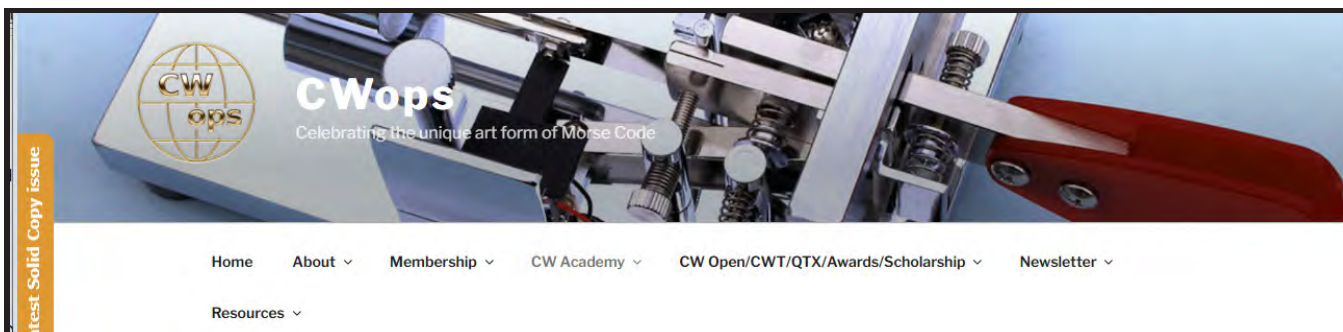 CW
ops
CWops
Celebrating the unique art form of Morse Code
test Solid Copy issue
Home About Membership CW Academy CW Open/CWT/QTX/Awards/Scholarship Newsletter
Resources